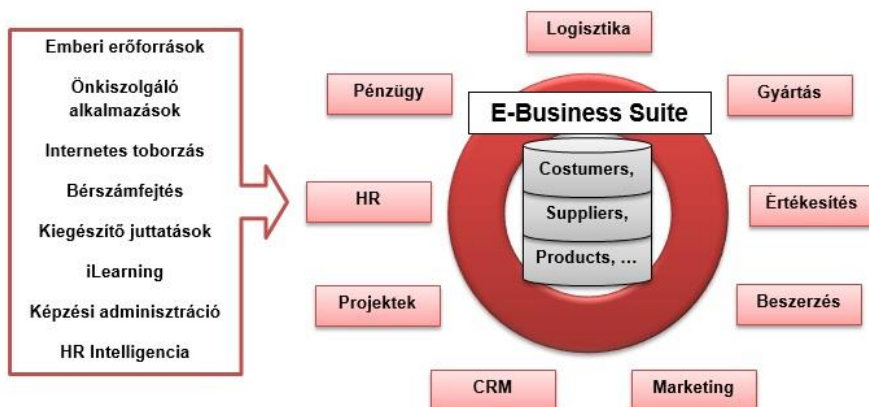 Emberi erőforrások
Önkiszolgáló
alkalmazások
Internetes toborzás
Bérszámfejtés
Kiegészítő juttatások
iLearning
Képzési adminisztráció
HR Intelligencia
Logisztika
Pénzügy
Gyártás
E-Business Suite
Costumers,
HR
Értékesítés
Suppliers,
Products, ...
Projektek
Beszerzés
CRM
Marketing